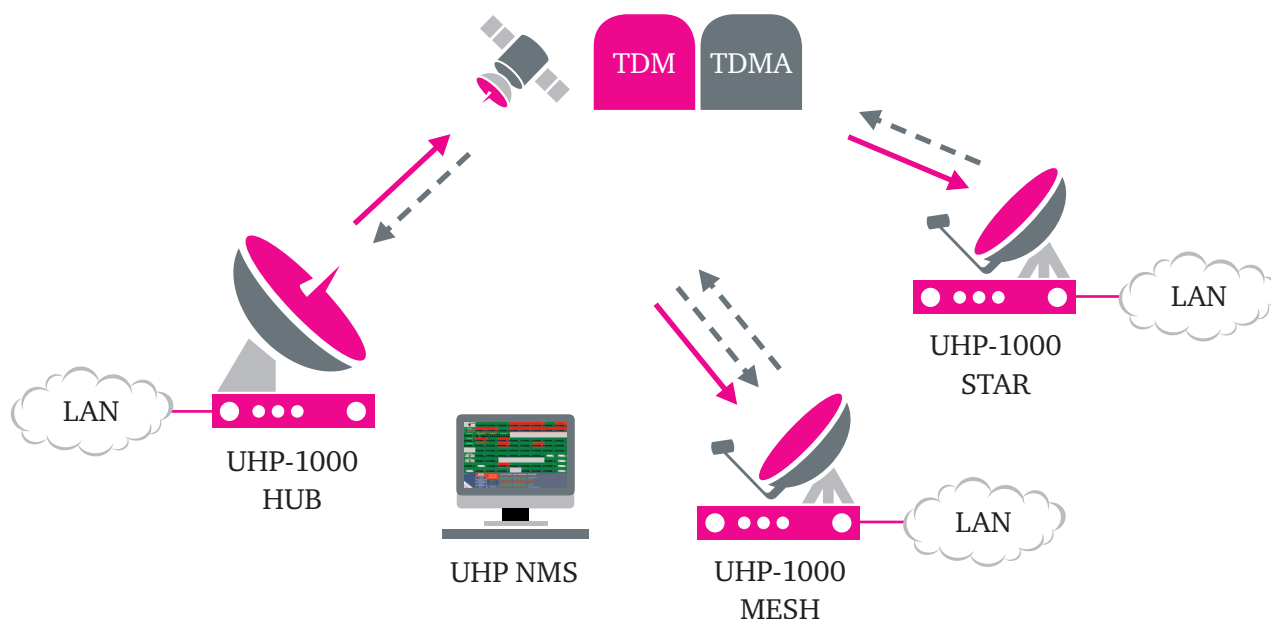 TDM
TDMA
LAN
UHP-1000
STAR
LAN
UHP-1000
HUB
LAN
UHP NMS
UHP-1000
MESH